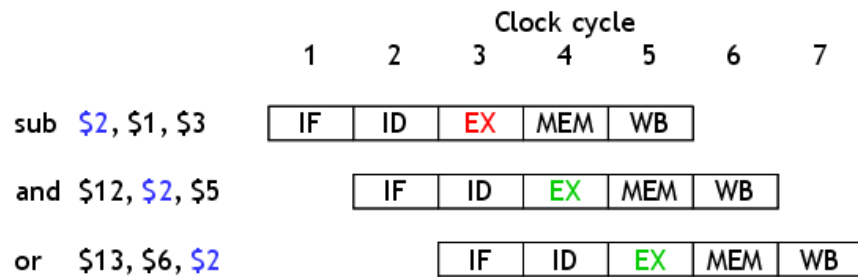 Clock cycle
1 2 3 4 5 6 7
sub $2, $1, $3 IF ID EX MEM WB
and $12, $2, $5 IF ID EX MEM WB
or $13, $6, $2 IF ID EX MEM WB